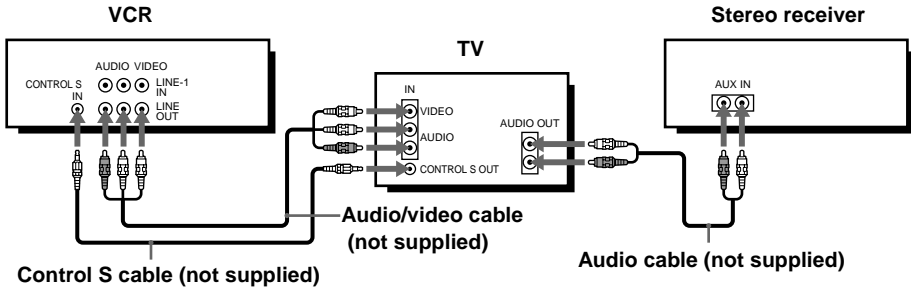 VCR
Stereo receiver
TV
AUDIO VIDEO
CONTROL S
IN
LINE-1
IN
LINE
OUT
IN
VIDEO
AUDIO
CONTROL S OUT
AUDIO OUT
AUX IN
Audio/video cable
(not supplied)
Audio cable (not supplied)
Control S cable (not supplied)